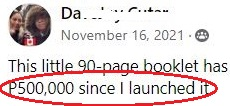 November 16, 2021 ·
This little 90-page booklet has
P500,000 since I launched it